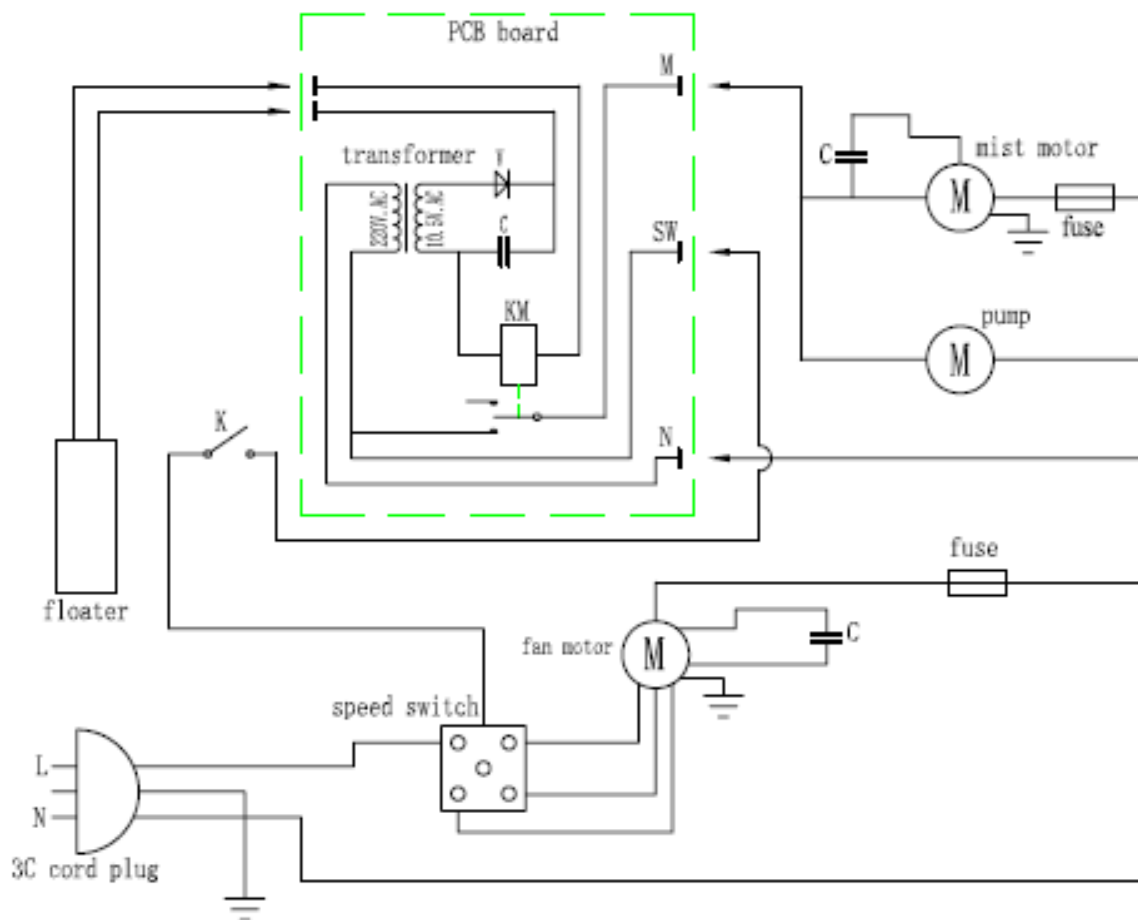 PCB board
M
transformer
V
220V.AC
10.5V.AC
C
SW
KM
N
C
M
mist motor
fuse
pump
M
K
floater
fuse
fan motor
M
C
speed switch
L
N
3C cord plug